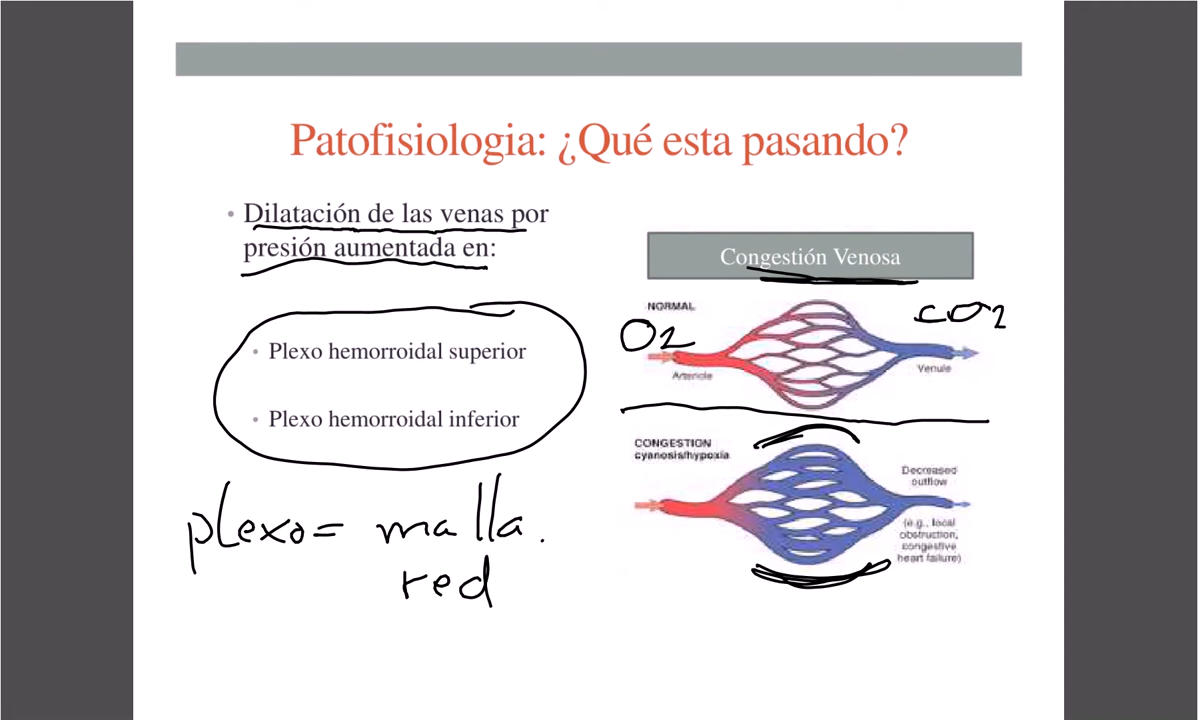 Patofisiologia: ¿Qué esta pasando?
• Dilatación de las venas por
presión aumentada en:
• Plexo hemorroidal superior
• Plexo hemorroidal inferior
plexo = malla.
red
Congestión Venosa
NORMAL
O2
CO2
Arteriole
Venule
CONGESTION
cyanosis/hypoxia
Decreased
outflow
(e.g., local
obstruction,
congestive
heart failure)